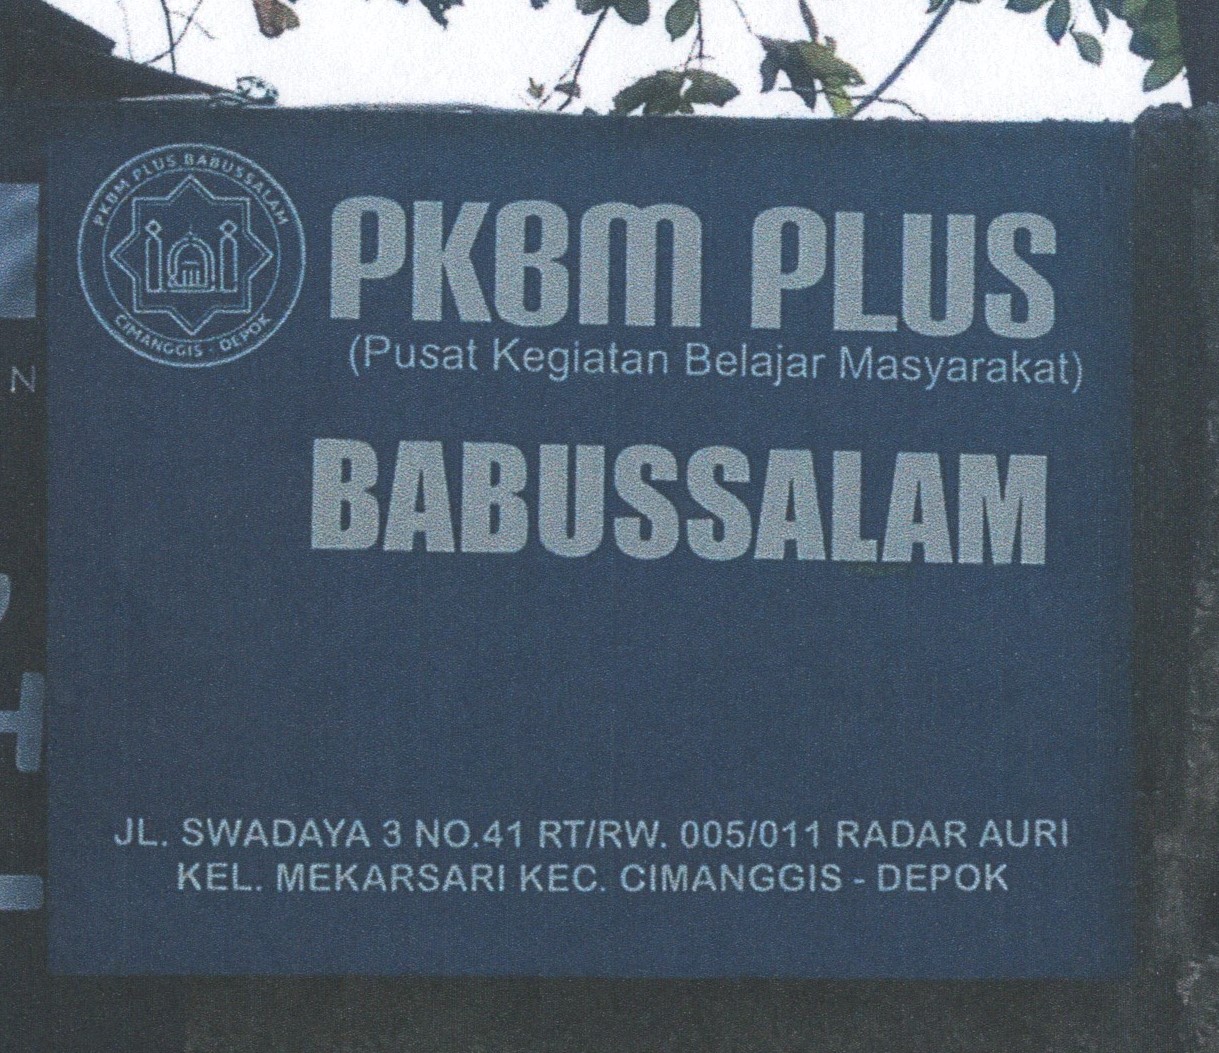 PKBM PLUS BABUSSALAM
CIMANGGIS - DEPOK
PKBM PLUS
(Pusat Kegiatan Belajar Masyarakat)
BABUSSALAM
JL. SWADAYA 3 NO.41 RT/RW. 005/011 RADAR AURI
KEL. MEKARSARI KEC. CIMANGGIS - DEPOK
N